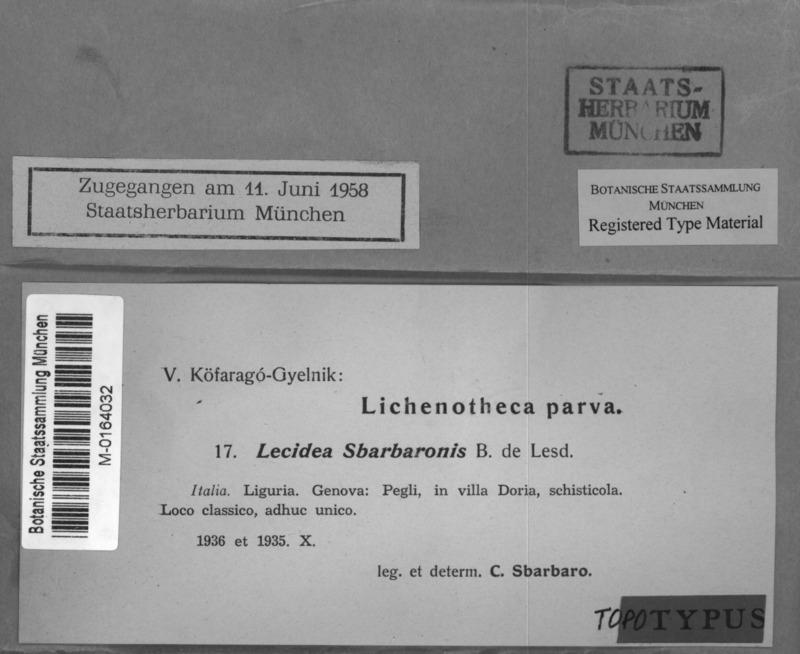 STAATS-
HERBARIUM
MÜNCHEN
Zugegangen am 11. Juni 1958
Staatsherbarium München
BOTANISCHE STAATSSAMMLUNG
MÜNCHEN
Registered Type Material
Botanische Staatssammlung München
M-0164032
V. Köfaragó-Gyelnik:
Lichenotheca parva.
17. Lecidea Sbarbaronis B. de Lesd.
Italia. Liguria. Genova: Pegli, in villa Doria, schisticola.
Loco classico, adhuc unico.
1936 et 1935. X.
leg. et determ. C. Sbarbaro.
TOPOTYPUS